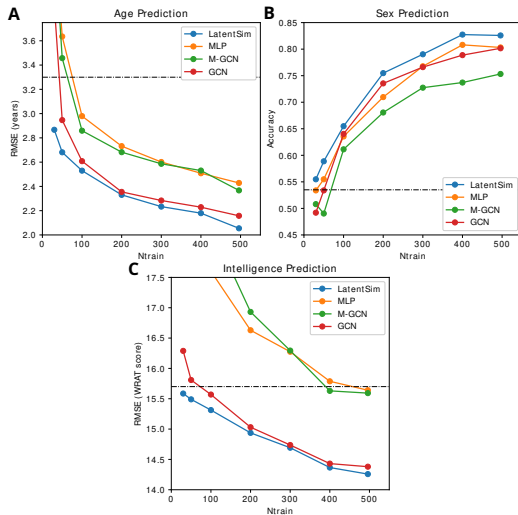 A
Age Prediction
3.6
3.4
3.2
3.0
2.8
2.6
2.4
2.2
2.0
RMSE (years)
0 100 200 300 400 500
Ntrain
LatentSim
MLP
M-GCN
GCN
B
Sex Prediction
0.85
0.80
0.75
0.70
0.65
0.60
0.55
0.50
0.45
Accuracy
0 100 200 300 400 500
Ntrain
LatentSim
MLP
M-GCN
GCN
C
Intelligence Prediction
17.5
17.0
16.5
16.0
15.5
15.0
14.5
14.0
RMSE (WRAT score)
0 100 200 300 400 500
Ntrain
LatentSim
MLP
M-GCN
GCN